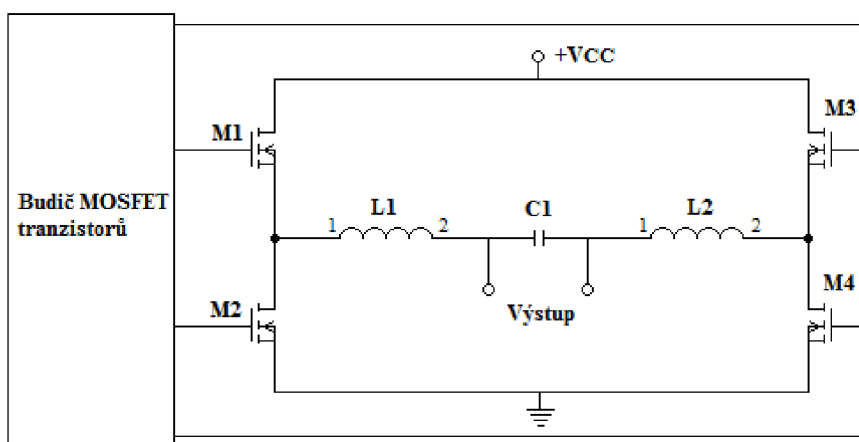 +VCC
M1
M3
Budič MOSFET
tranzistorů
1
L1
2
C1
1
L2
2
M2
M4
Výstup